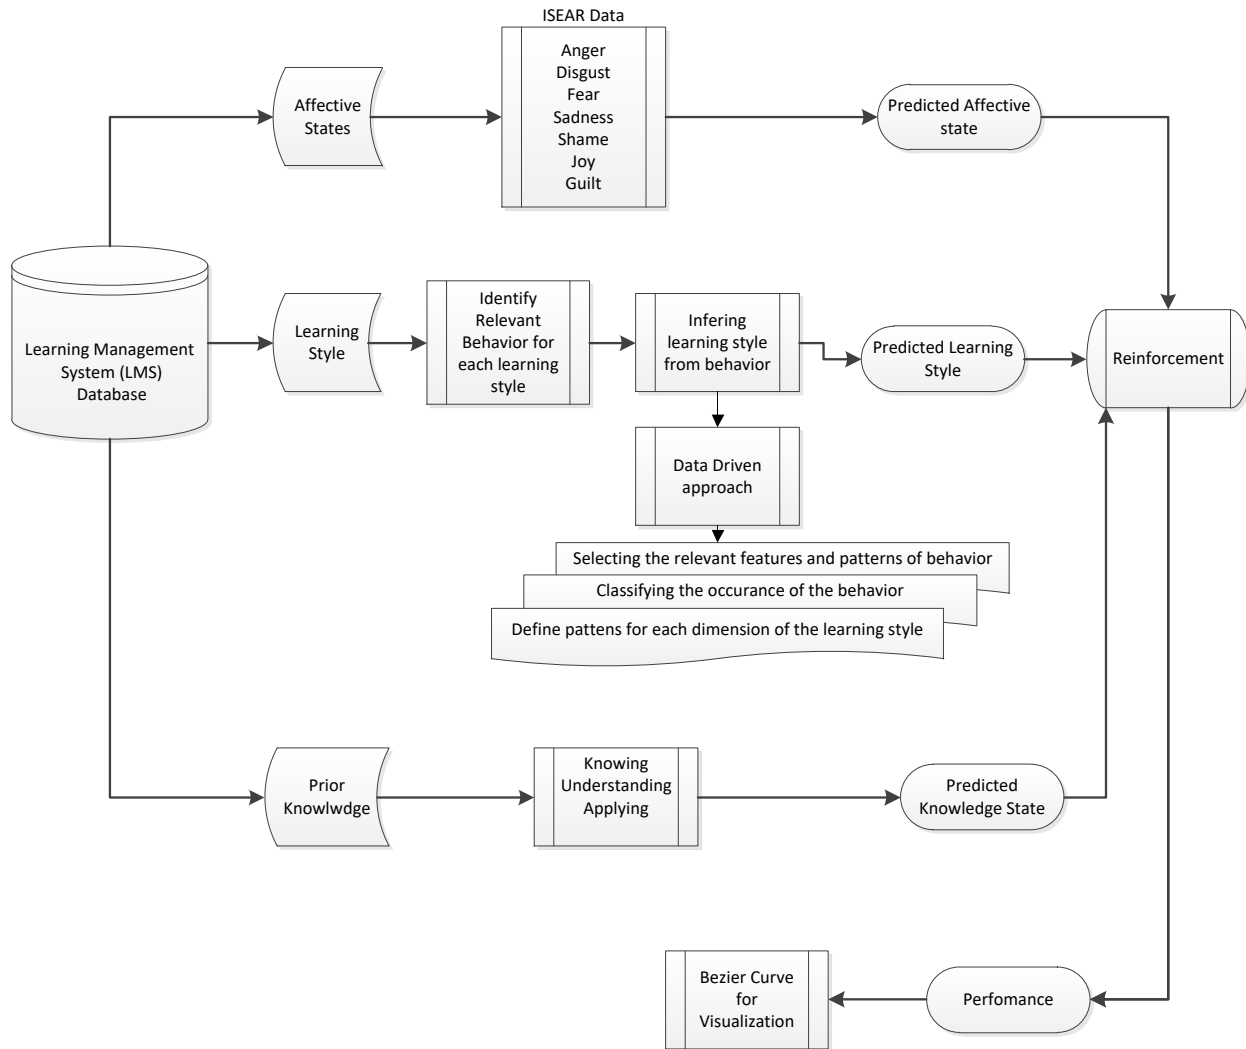 ISEAR Data
Anger
Disgust
Fear
Sadness
Shame
Joy
Guilt
Affective
States
Predicted Affective
state
Learning Management
System (LMS)
Database
Learning
Style
Identify
Relevant
Behavior for
each learning
style
Infering
learning style
from behavior
Predicted Learning
Style
Reinforcement
Data Driven
approach
Selecting the relevant features and patterns of behavior
Classifying the occurance of the behavior
Define pattens for each dimension of the learning style
Prior
Knowlwdge
Knowing
Understanding
Applying
Predicted
Knowledge State
Bezier Curve
for
Visualization
Perfomance